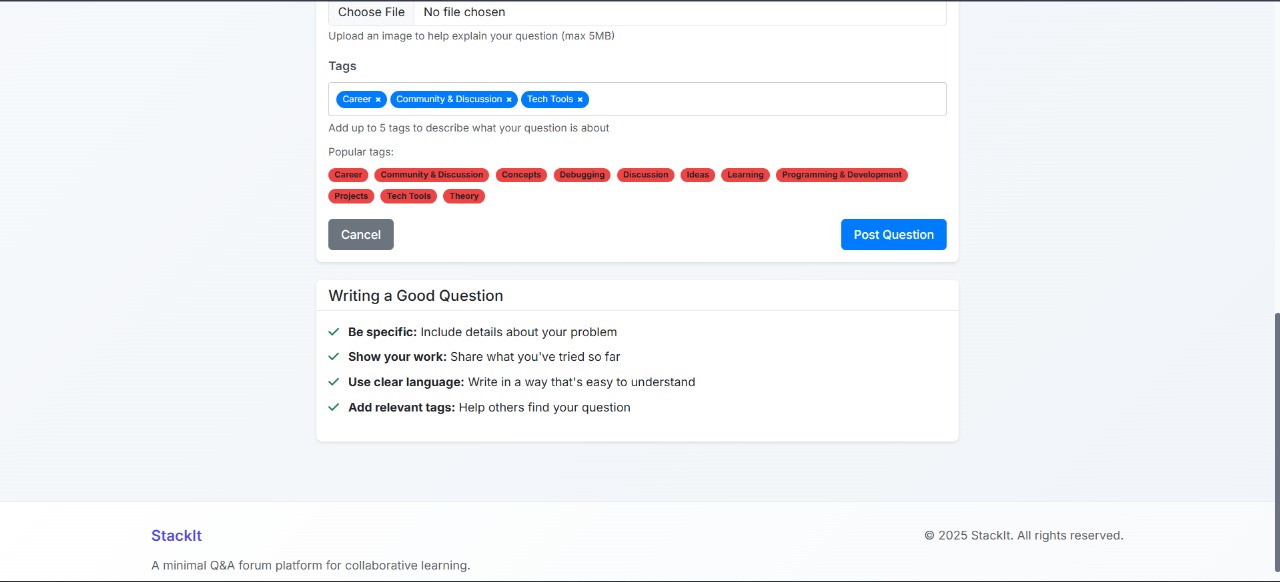 Choose File No file chosen
Upload an image to help explain your question (max 5MB)
Tags
Career × Community & Discussion × Tech Tools ×
Add up to 5 tags to describe what your question is about
Popular tags:
Career Community & Discussion Concepts Debugging Discussion Ideas Learning Programming & Development
Projects Tech Tools Theory
Cancel Post Question
Writing a Good Question
Be specific: Include details about your problem
Show your work: Share what you've tried so far
Use clear language: Write in a way that's easy to understand
Add relevant tags: Help others find your question
StackIt © 2025 StackIt. All rights reserved.
A minimal Q&A forum platform for collaborative learning.